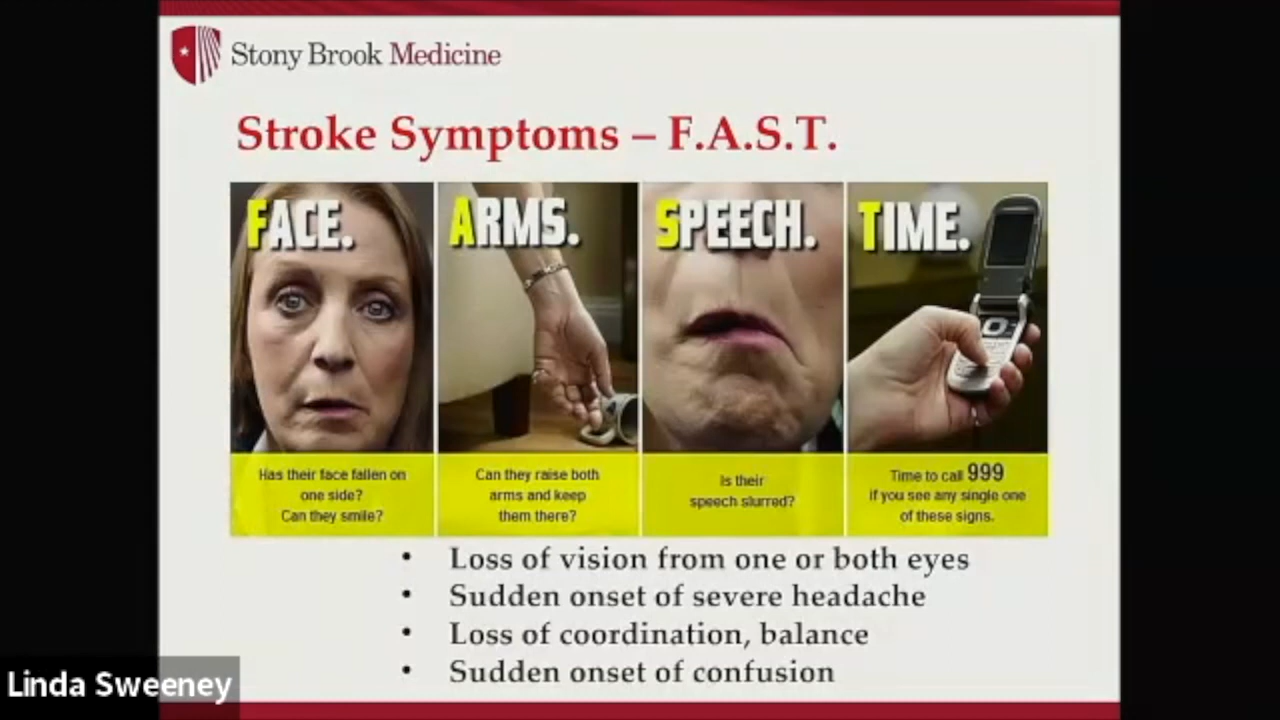 Stony Brook Medicine
Stroke Symptoms – F.A.S.T.
FACE.
Has their face fallen on
one side?
Can they smile?
ARMS.
Can they raise both
arms and keep
them there?
SPEECH.
Is their
speech slurred?
TIME.
Time to call 999
if you see any single one
of these signs.
• Loss of vision from one or both eyes
• Sudden onset of severe headache
• Loss of coordination, balance
• Sudden onset of confusion
Linda Sweeney